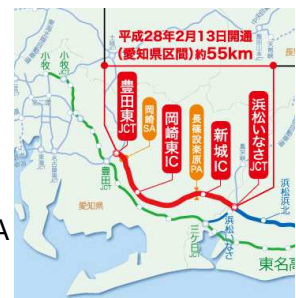 平成28年2月13日開通
(愛知県区間)約55km
小牧
小牧
JCT
豊田東JCT
岡崎SA
岡崎東IC
長篠設楽原PA
新城IC
浜松いなさJCT
豊田
JCT
愛知県
三ヶ日JCT
浜松いなさ
浜松浜北
東名高
A